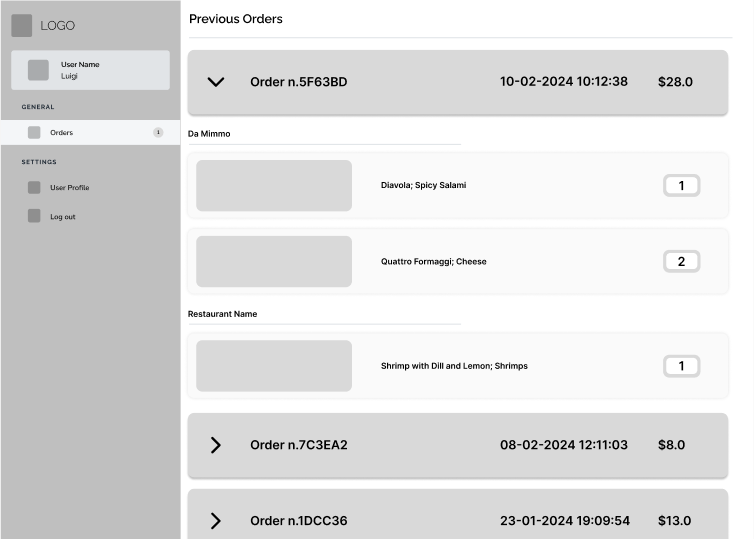 LOGO
User Name
Luigi
GENERAL
Orders 1
SETTINGS
User Profile
Log out
Previous Orders
Order n.5F63BD 10-02-2024 10:12:38 $28.0
Da Mimmo
Diavola; Spicy Salami 1
Quattro Formaggi; Cheese 2
Restaurant Name
Shrimp with Dill and Lemon; Shrimps 1
Order n.7C3EA2 08-02-2024 12:11:03 $8.0
Order n.1DCC36 23-01-2024 19:09:54 $13.0